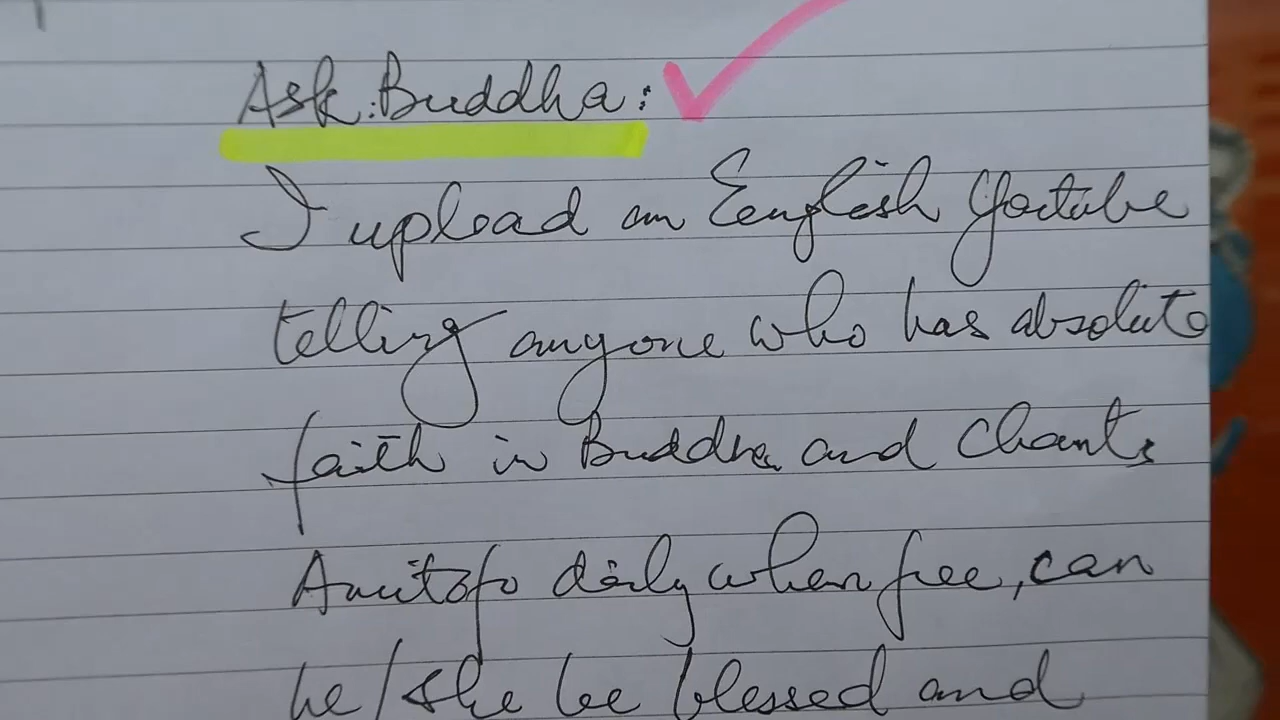 Ask: Buddha:
I upload an English Yoctube
telling anyone who has absolute
faith in Buddha and Chants
Amitofo daily when free, can
he/she be blessed and